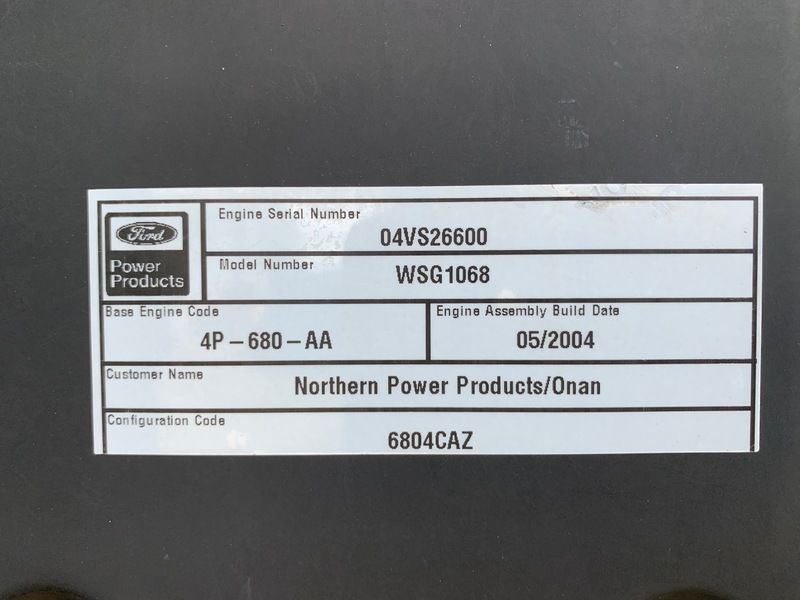 Ford
Power
Products
Engine Serial Number
04VS26600
Model Number
WSG1068
Base Engine Code
4P-680-AA
Engine Assembly Build Date
05/2004
Customer Name
Northern Power Products/Onan
Configuration Code
6804CAZ